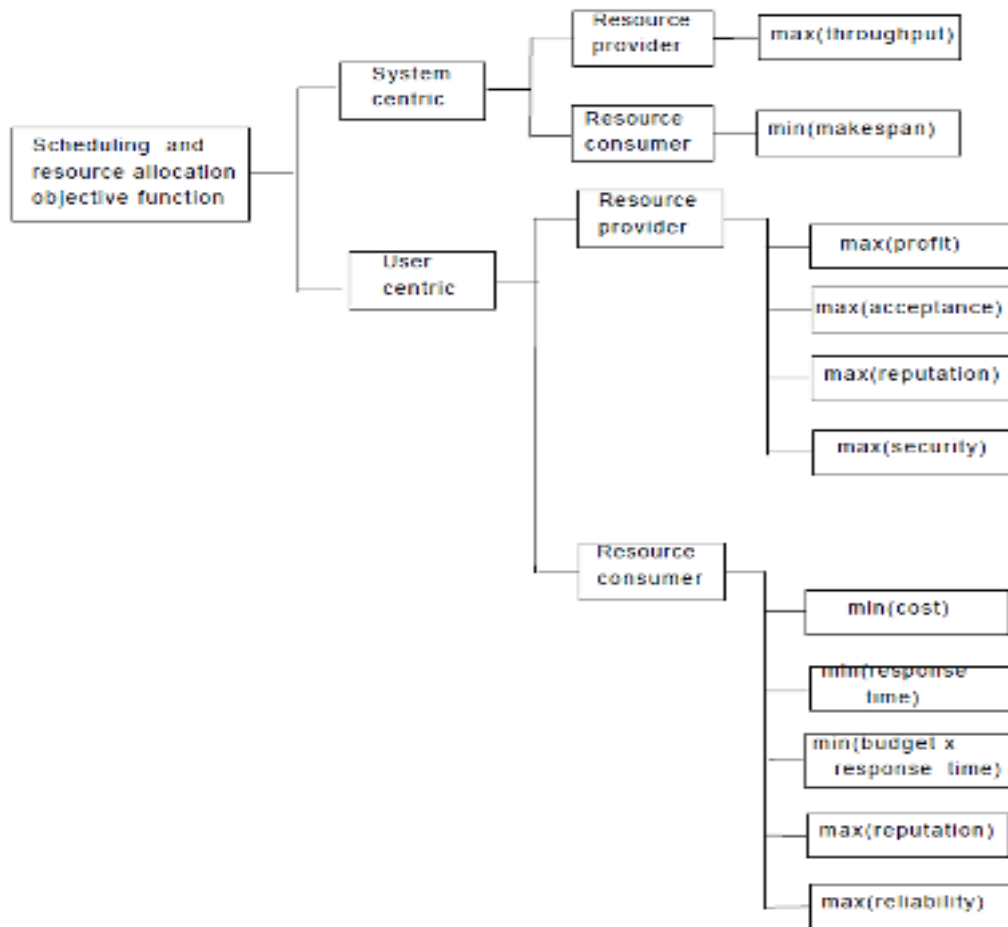 Scheduling and
resource allocation
objective function
System
centric
Resource
provider
max(throughput)
Resource
consumer
min(makespan)
User
centric
Resource
provider
max(profit)
max(acceptance)
max(reputation)
max(security)
Resource
consumer
min(cost)
min(response
time)
min(budget x
response time)
max(reputation)
max(reliability)